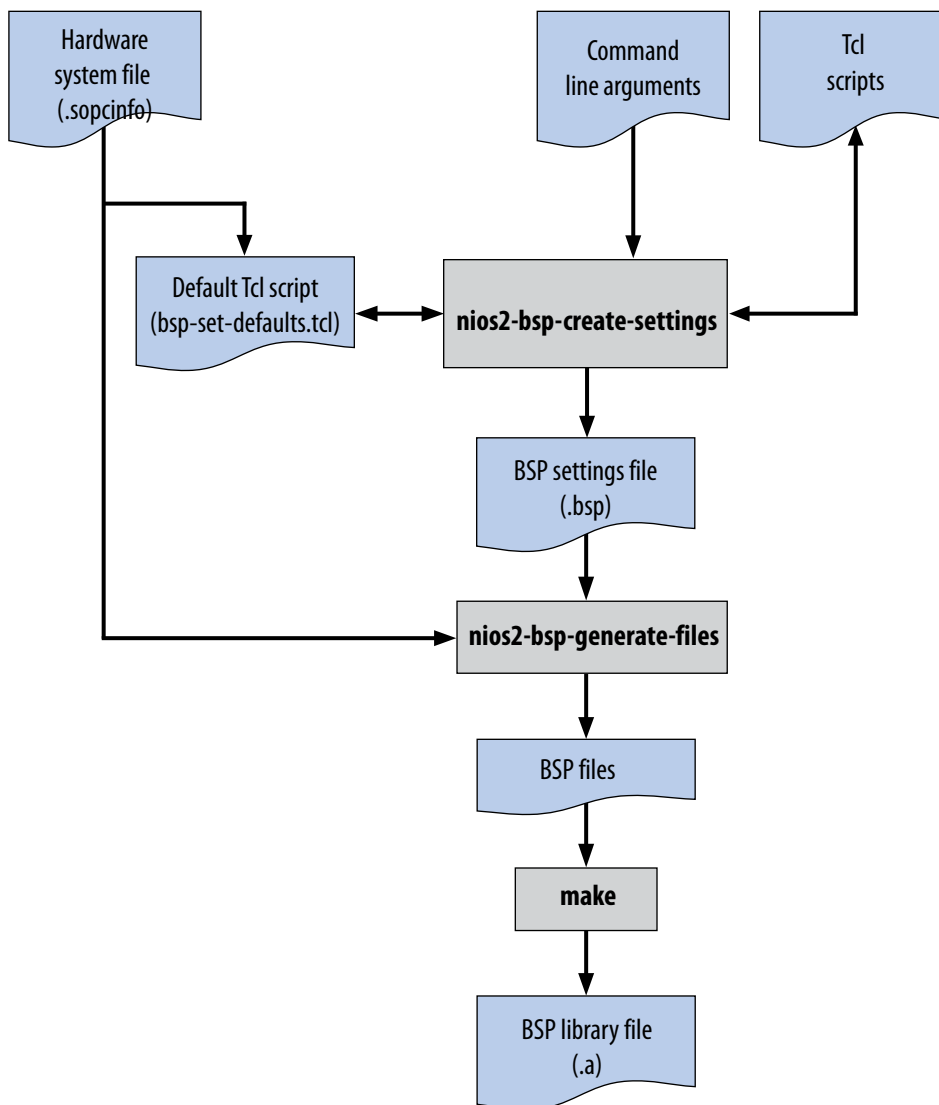 Hardware
system file
(.sopcinfo)
Command
line arguments
Tcl
scripts
Default Tcl script
(bsp-set-defaults.tcl)
nios2-bsp-create-settings
BSP settings file
(.bsp)
nios2-bsp-generate-files
BSP files
make
BSP library file
(.a)